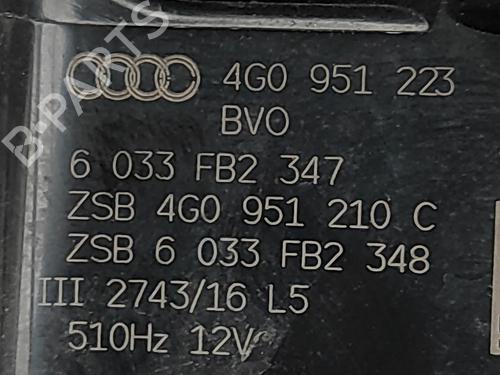 4G0 951 223
BVO
6 033 FB2 347
ZSB 4G0 951 210 C
ZSB 6 033 FB2 348
III 2743/16 L5
510Hz 12V
B-PARTS